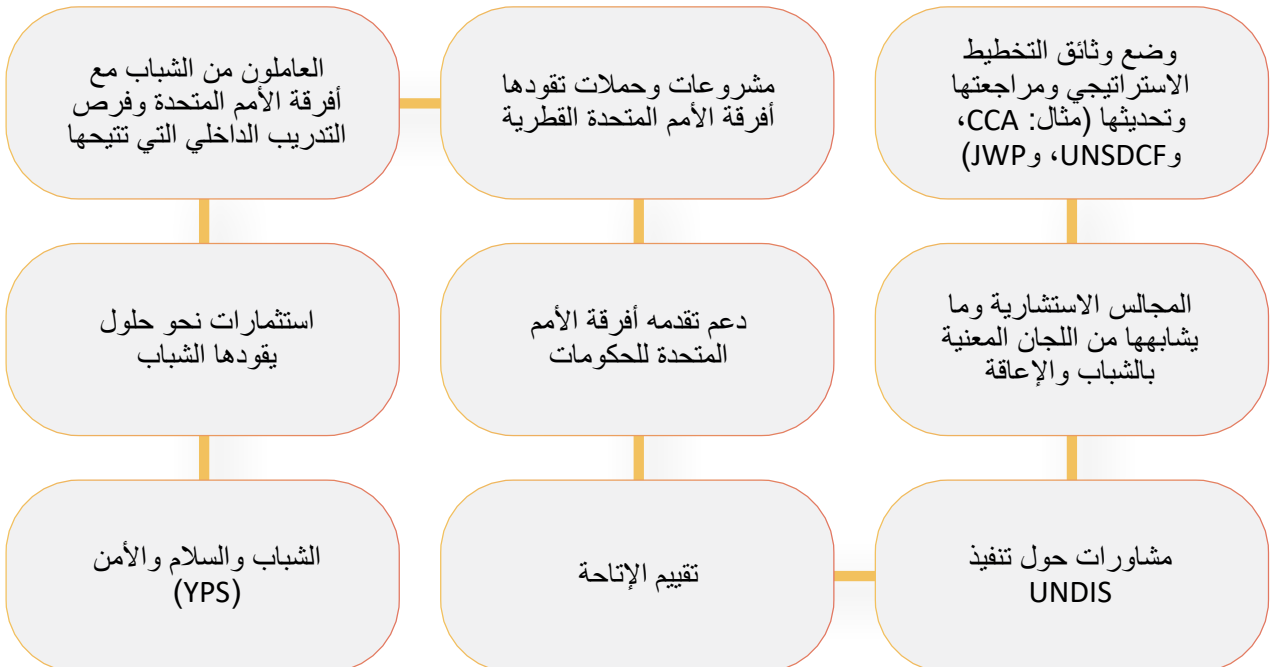 وضع وثائق التخطيط
الاستراتيجي ومراجعتها
وتحديثها (مثال: CCA،
وUNSDCF، وJWP)
المجالس الاستشارية وما
يشابهها من اللجان المعنية
بالشباب والإعاقة
مشاورات حول تنفيذ
UNDIS
تقييم الإتاحة
دعم تقدمه أفرقة الأمم
المتحدة للحكومات
مشروعات وحملات تقودها
أفرقة الأمم المتحدة القطرية
العاملون من الشباب مع
أفرقة الأمم المتحدة وفرص
التدريب الداخلي التي تتيحها
استثمارات نحو حلول
يقودها الشباب
الشباب والسلام والأمن
(YPS)